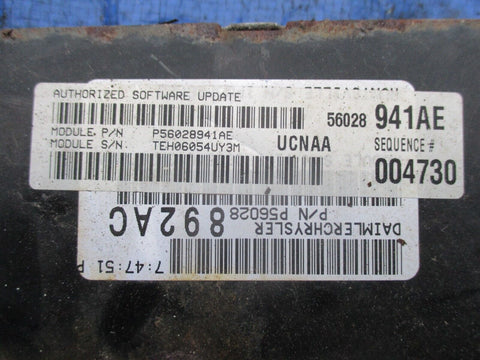 AUTHORIZED SOFTWARE UPDATE
56028 941AE
MODULE P/N P56028941AE
MODULE S/N TEH06054UY3M
UCNAA SEQUENCE #
004730
DAIMLERCHRYSLER
P/N P56028 892AC
7:47:51 P